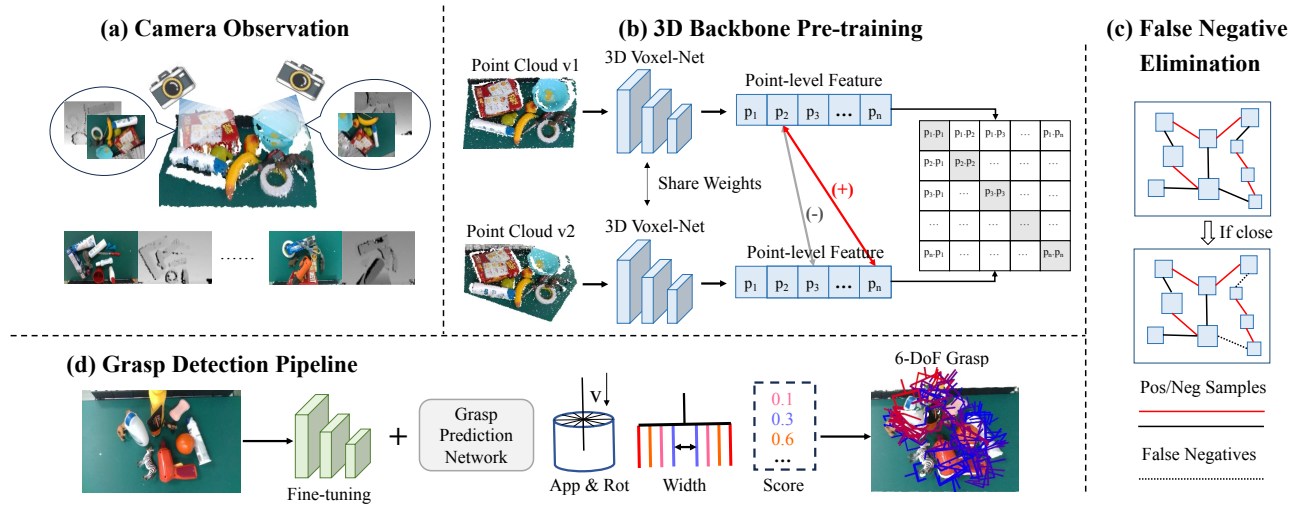 (a) Camera Observation
......
(b) 3D Backbone Pre-training
Point Cloud v1
3D Voxel-Net
Point-level Feature
p1 p2 p3 ... pn
Share Weights
(+)
(-)
Point Cloud v2
3D Voxel-Net
Point-level Feature
p1 p2 p3 ... pn
p1·p1 p1·p2 p1·p3 ... p1·pn
p2·p1 p2·p2 ... ... ...
p3·p1 ... p3·p3 ... ...
... ... ... ... ...
pn·p1 ... ... ... pn·pn
(c) False Negative
Elimination
If close
Pos/Neg Samples
False Negatives
(d) Grasp Detection Pipeline
Fine-tuning
+
Grasp
Prediction
Network
V
App & Rot
Width
0.1
0.3
0.6
...
Score
6-DoF Grasp